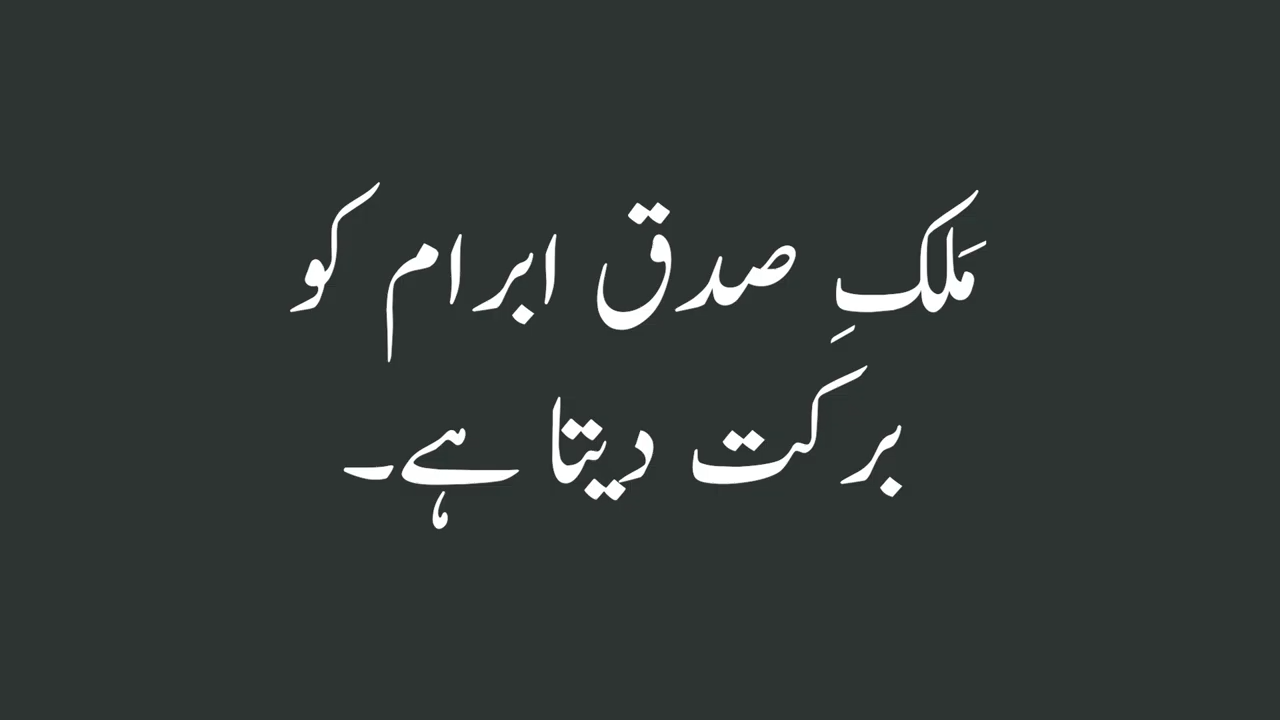 مَلکِ صدق ابرام کو
برکت دیتا ہے۔